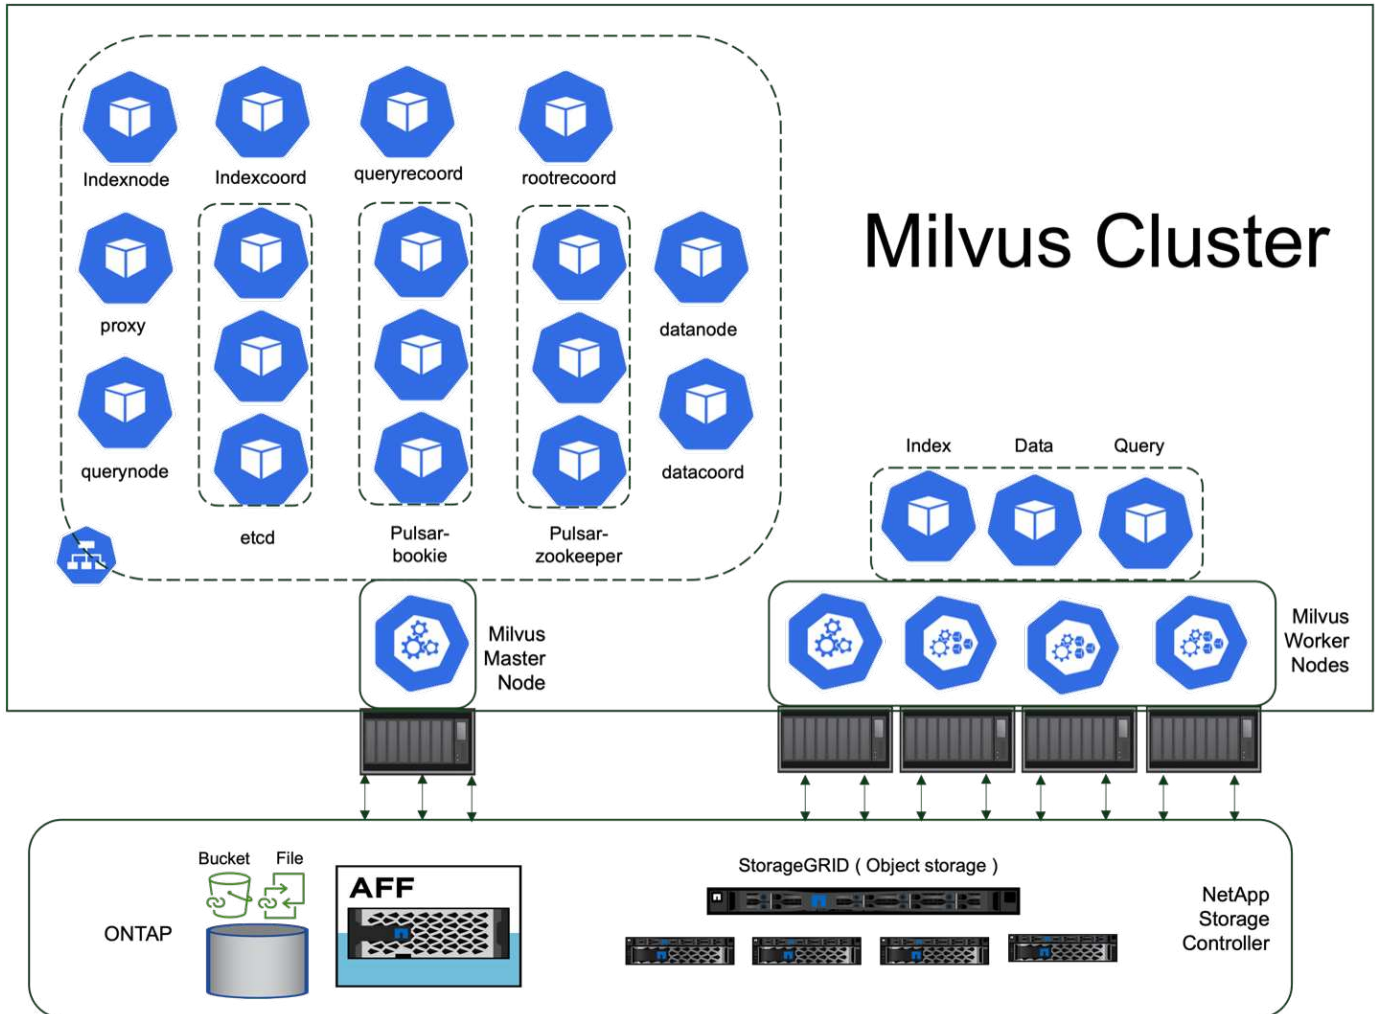 Milvus Cluster
Indexnode
Indexcoord
queryrecoord
rootrecoord
proxy
datanode
querynode
datacoord
etcd
Pulsar-
bookie
Pulsar-
zookeeper
Index
Data
Query
Milvus
Master
Node
Milvus
Worker
Nodes
Bucket
File
ONTAP
AFF
StorageGRID ( Object storage )
NetApp
Storage
Controller